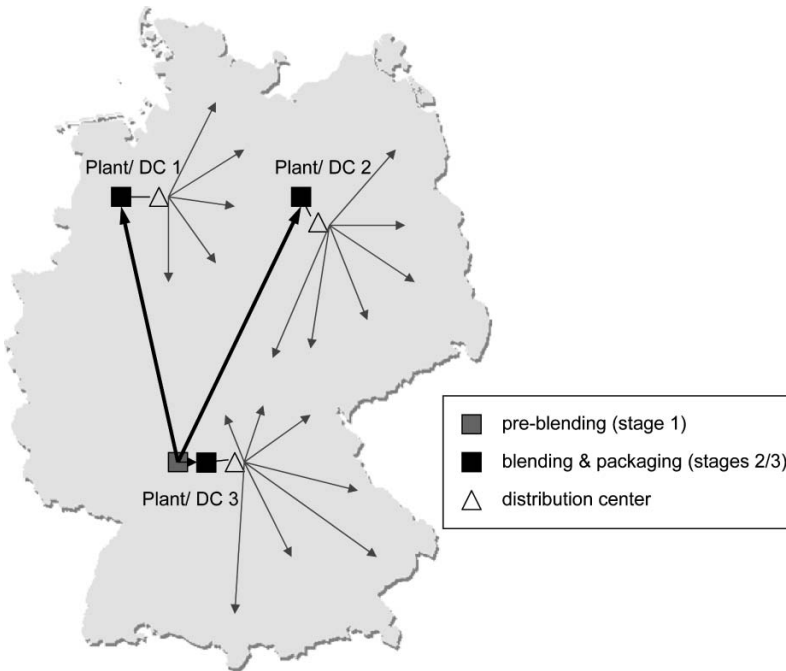 Plant/ DC 1
Plant/ DC 2
Plant/ DC 3
pre-blending (stage 1)
blending & packaging (stages 2/3)
distribution center